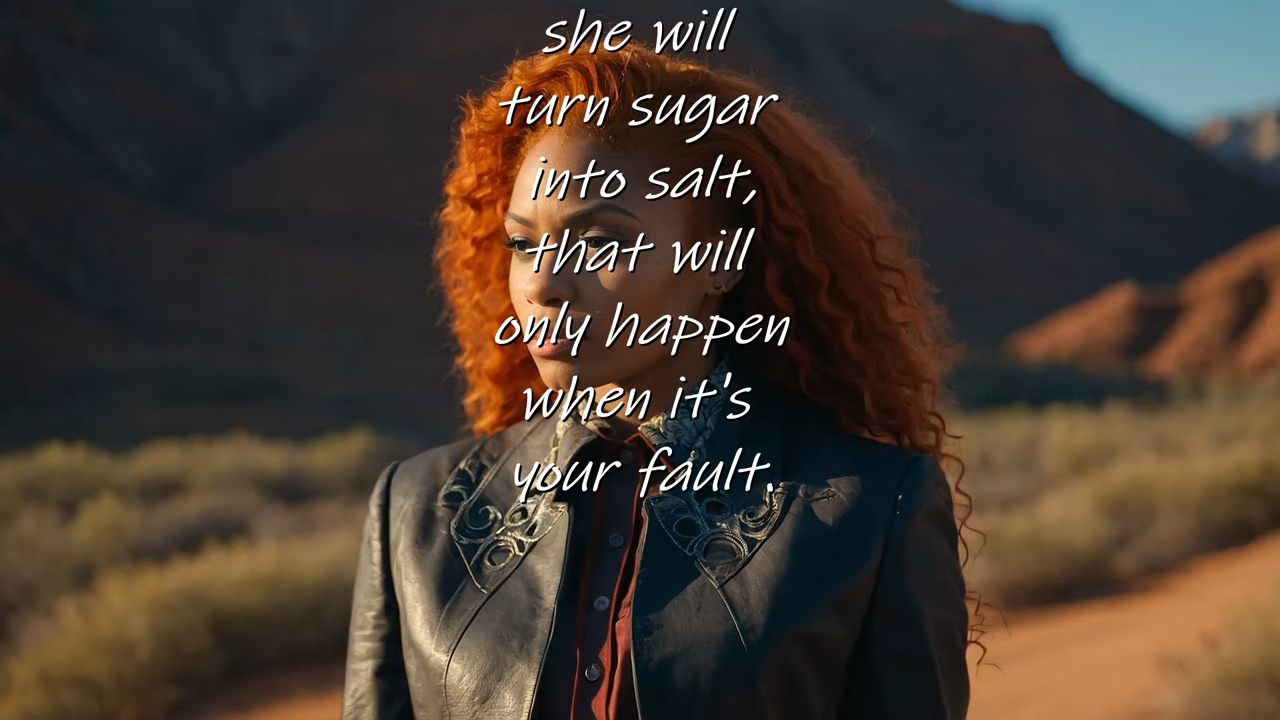 she will
turn sugar
into salt,
that will
only happen
when it's
your fault.